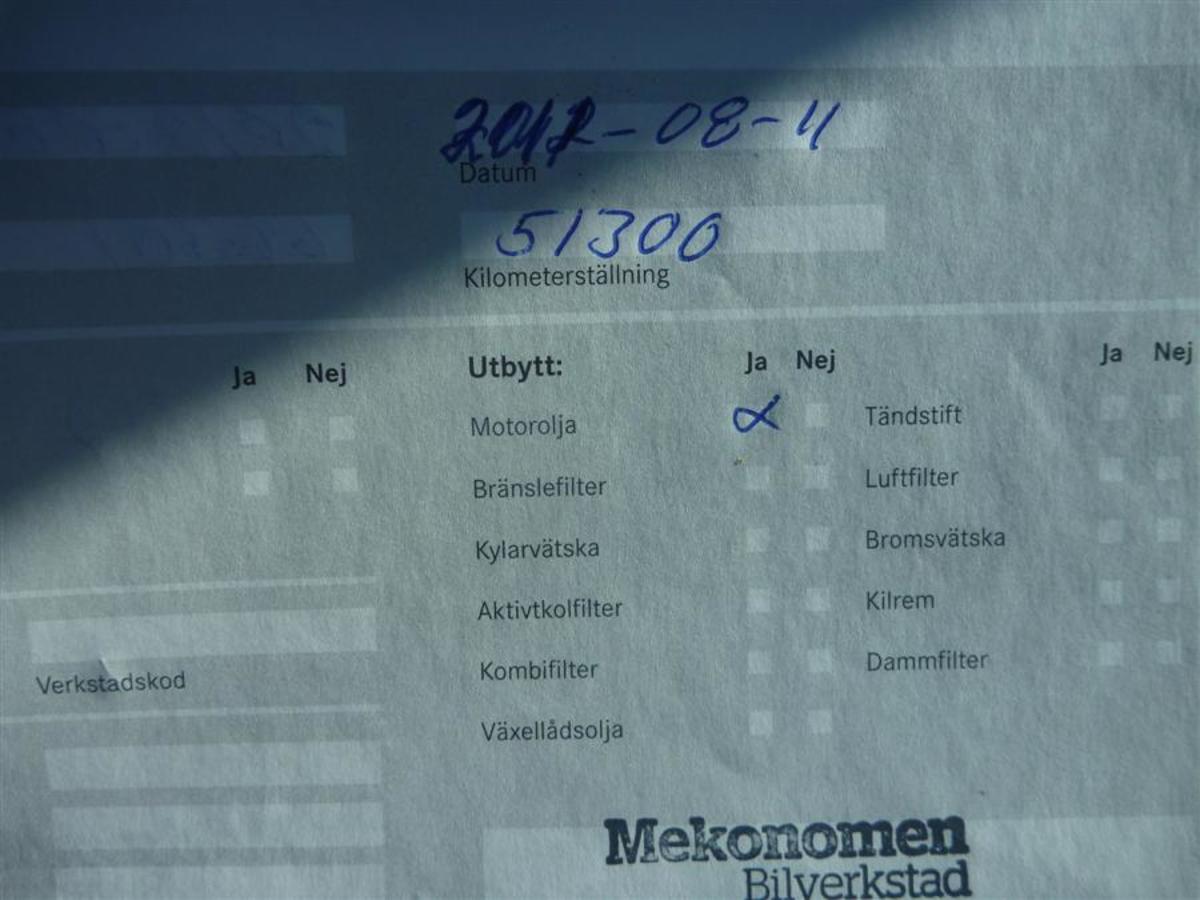 2012-08-11
Datum
51300
Kilometerställning
Ja Nej
Utbytt: Ja Nej
Ja Nej
Motorolja
Tändstift
Bränslefilter
Luftfilter
Kylarvätska
Bromsvätska
Aktivtkolfilter
Kilrem
Kombifilter
Dammfilter
Verkstadskod
Växellådsolja
Mekonomen
Bilverkstad